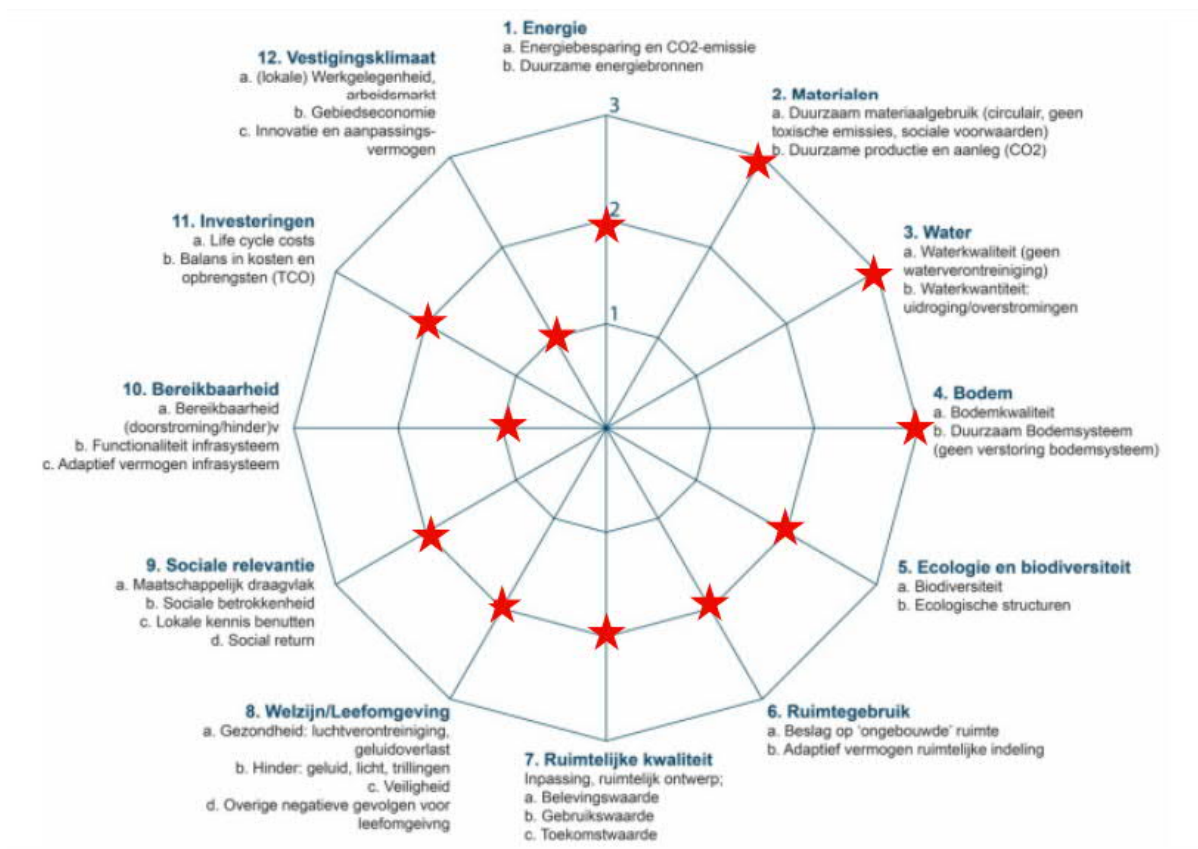 1. Energie
a. Energiebesparing en CO2-emissie
b. Duurzame energiebronnen
2. Materialen
a. Duurzaam materiaalgebruik (circulair, geen
toxische emissies, sociale voorwaarden)
b. Duurzame productie en aanleg (CO2)
3. Water
a. Waterkwaliteit (geen
waterverontreiniging)
b. Waterkwantiteit:
uidroging/overstromingen
4. Bodem
a. Bodemkwaliteit
b. Duurzaam Bodemsysteem
(geen verstoring bodemsysteem)
5. Ecologie en biodiversiteit
a. Biodiversiteit
b. Ecologische structuren
6. Ruimtegebruik
a. Beslag op 'ongebouwde' ruimte
b. Adaptief vermogen ruimtelijke indeling
7. Ruimtelijke kwaliteit
Inpassing, ruimtelijk ontwerp;
a. Belevingswaarde
b. Gebruikswaarde
c. Toekomstwaarde
8. Welzijn/Leefomgeving
a. Gezondheid: luchtverontreiniging,
geluidoverlast
b. Hinder: geluid, licht, trillingen
c. Veiligheid
d. Overige negatieve gevolgen voor
leefomgeivng
9. Sociale relevantie
a. Maatschappelijk draagvlak
b. Sociale betrokkenheid
c. Lokale kennis benutten
d. Social return
10. Bereikbaarheid
a. Bereikbaarheid
(doorstroming/hinder)v
b. Functionaliteit infrasysteem
c. Adaptief vermogen infrasysteem
11. Investeringen
a. Life cycle costs
b. Balans in kosten en
opbrengsten (TCO)
12. Vestigingsklimaat
a. (lokale) Werkgelegenheid,
arbeidsmarkt
b. Gebiedseconomie
c. Innovatie en aanpassings-
vermogen
3
2
1